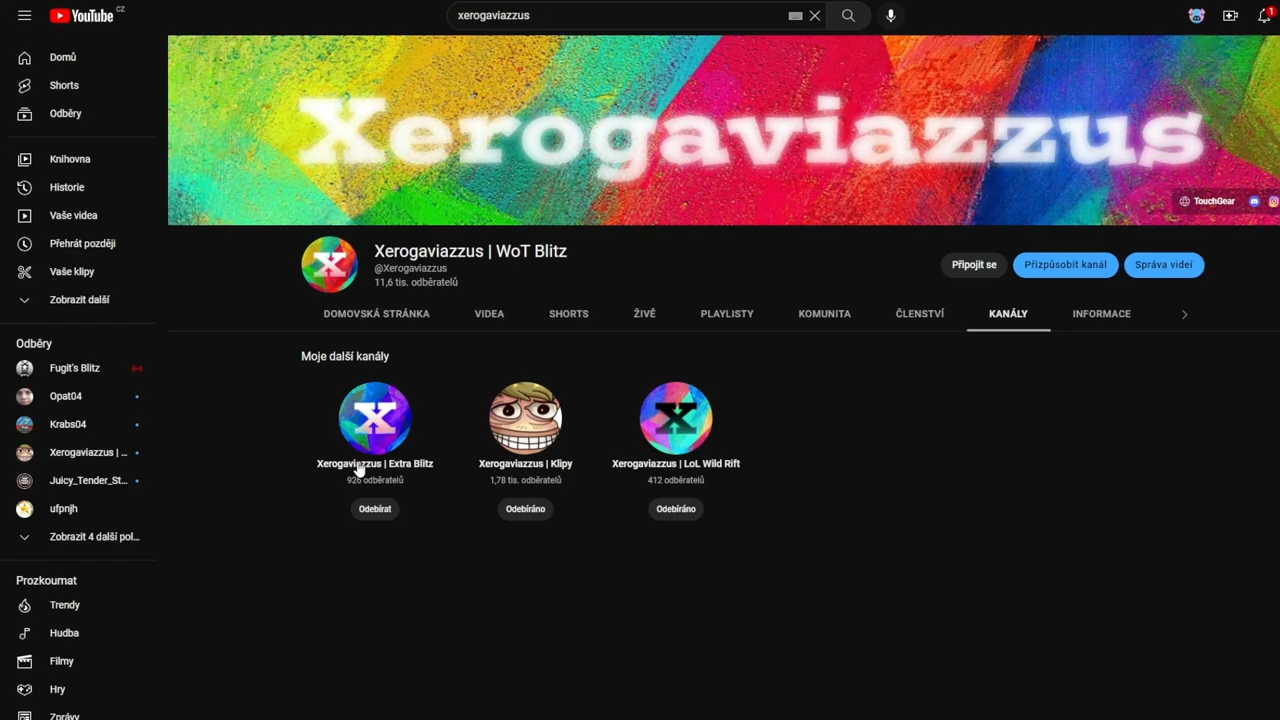 YouTube CZ
xerogaviazzus
1
Domů
Shorts
Odběry
Knihovna
Historie
Vaše videa
Přehrát později
Vaše klipy
Zobrazit další
Odběry
Fugit's Blitz
Opat04
Krabs04
Xerogaviazzus | ...
Juicy_Tender_St...
ufpnjh
Zobrazit 4 další pol...
Prozkoumat
Trendy
Hudba
Filmy
Hry
Zprávy
Xerogaviazzus
TouchGear
X
Xerogaviazzus | WoT Blitz
@Xerogaviazzus
11,6 tis. odběratelů
Připojit se
Přizpůsobit kanál
Správa videí
DOMOVSKÁ STRÁNKA
VIDEA
SHORTS
ŽIVĚ
PLAYLISTY
KOMUNITA
ČLENSTVÍ
KANÁLY
INFORMACE
Moje další kanály
X
Xerogaviazzus | Extra Blitz
926 odběratelů
Odebírat
Xerogaviazzus | Klipy
1,78 tis. odběratelů
Odebíráno
X
Xerogaviazzus | LoL Wild Rift
412 odběratelů
Odebíráno